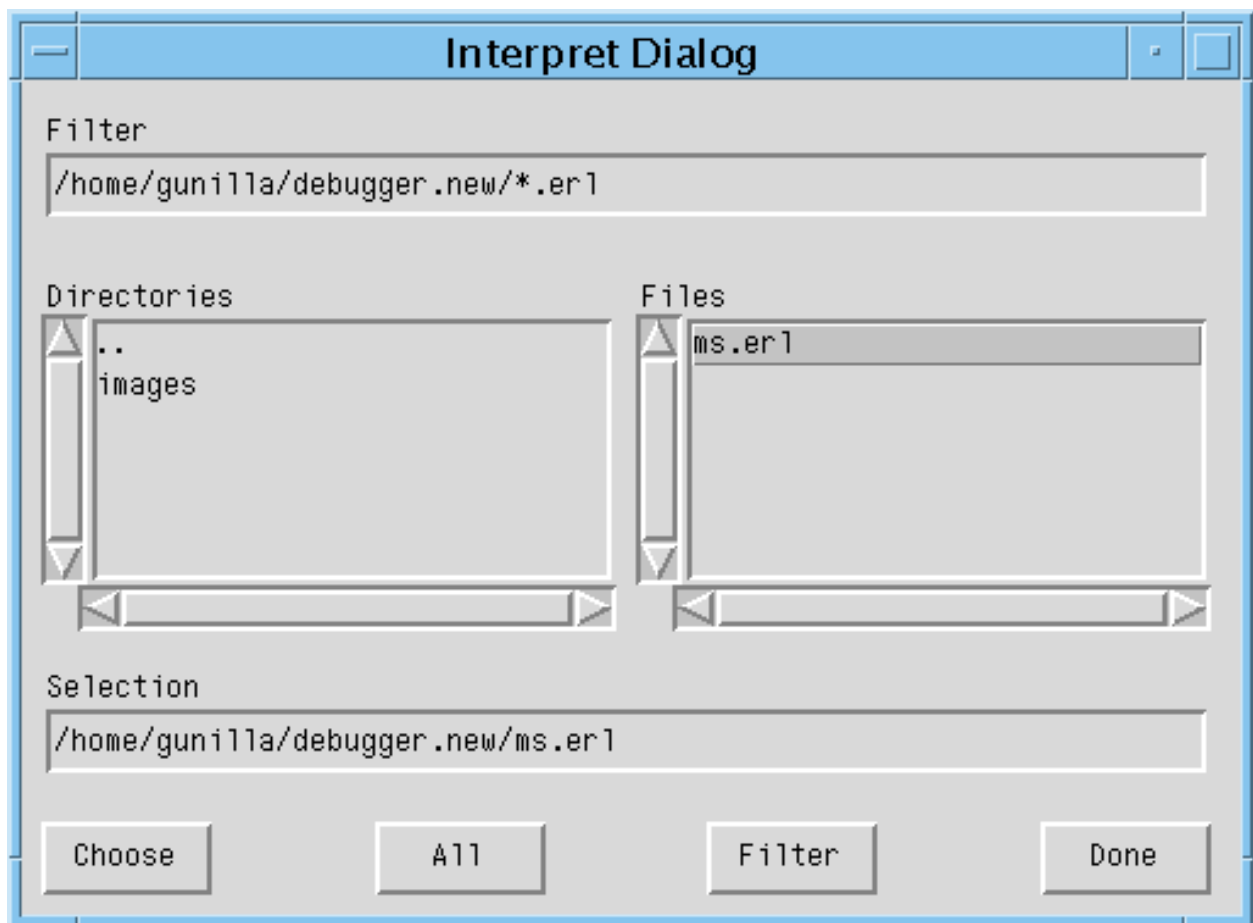 Interpret Dialog
Filter
/home/gunilla/debugger.new/*.erl
Directories
..
images
Files
ms.erl
Selection
/home/gunilla/debugger.new/ms.erl
Choose
All
Filter
Done